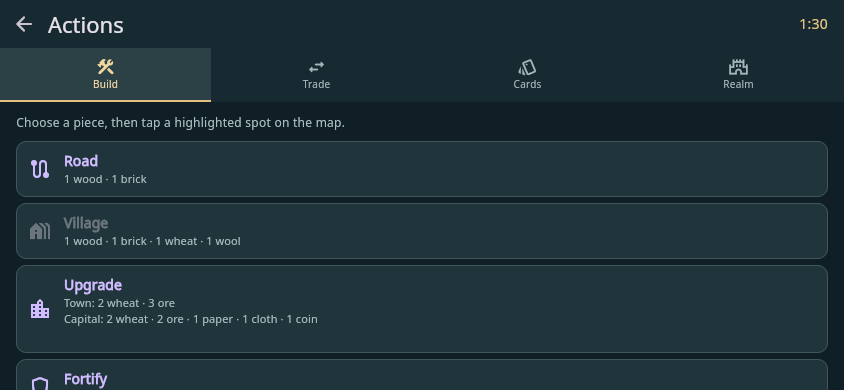 Actions
1:30
Build
Trade
Cards
Realm
Choose a piece, then tap a highlighted spot on the map.
Road
1 wood · 1 brick
Village
1 wood · 1 brick · 1 wheat · 1 wool
Upgrade
Town: 2 wheat · 3 ore
Capital: 2 wheat · 2 ore · 1 paper · 1 cloth · 1 coin
Fortify